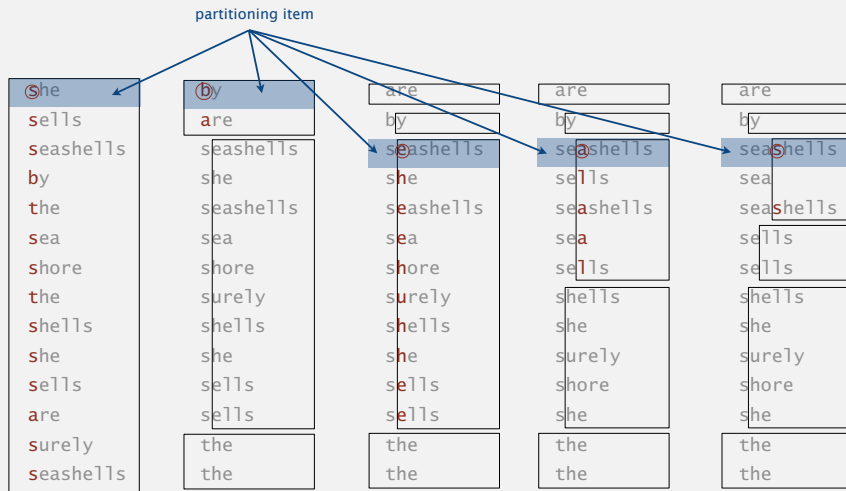 partitioning item
she by are are are
sells are by by by
seashells seashells seashells seashells seashells
by she she sells sea
the seashells seashells seashells seashells
sea sea sea sea sells
shore shore shore sells sells
the surely surely shells shells
shells shells shells she she
she she she surely surely
sells sells sells shore shore
are sells sells she she
surely the the the the
seashells the the the the